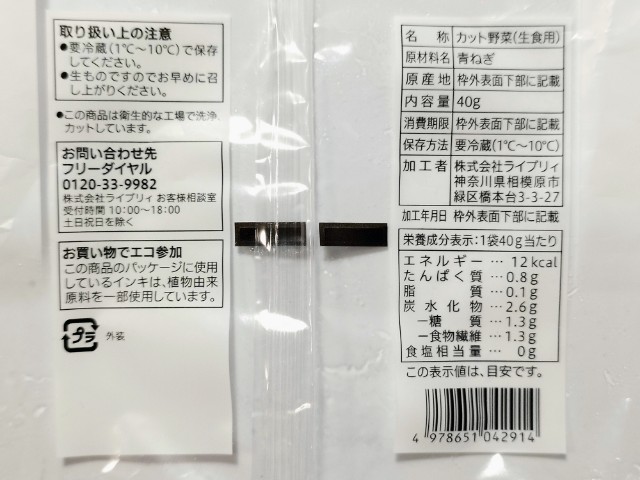 取り扱い上の注意
●要冷蔵(1℃〜10℃)で保存
してください。
●生ものですのでお早めに召
し上がりください。
●この商品は衛生的な工場で洗浄、
カットしています。
お問い合わせ先
フリーダイヤル
0120-33-9982
株式会社ライブリィ お客様相談室
受付時間 10:00〜18:00
土日祝日を除く
お買い物でエコ参加
この商品のパッケージに使用
しているインキは、植物由来
原料を一部使用しています。
プラ 外装
名称 カット野菜(生食用)
原材料名 青ねぎ
原産地 枠外表面下部に記載
内容量 40g
消費期限 枠外表面下部に記載
保存方法 要冷蔵(1℃〜10℃)
加工者 株式会社ライブリィ
神奈川県相模原市
緑区橋本台3-3-27
加工年月日 枠外表面下部に記載
栄養成分表示:1袋40g当たり
エネルギー … 12kcal
たんぱく質 … 0.8g
脂質 … 0.1g
炭水化物 … 2.6g
ー糖質 … 1.3g
ー食物繊維 … 1.3g
食塩相当量 … 0g
この表示値は、目安です。
4 978651 042914